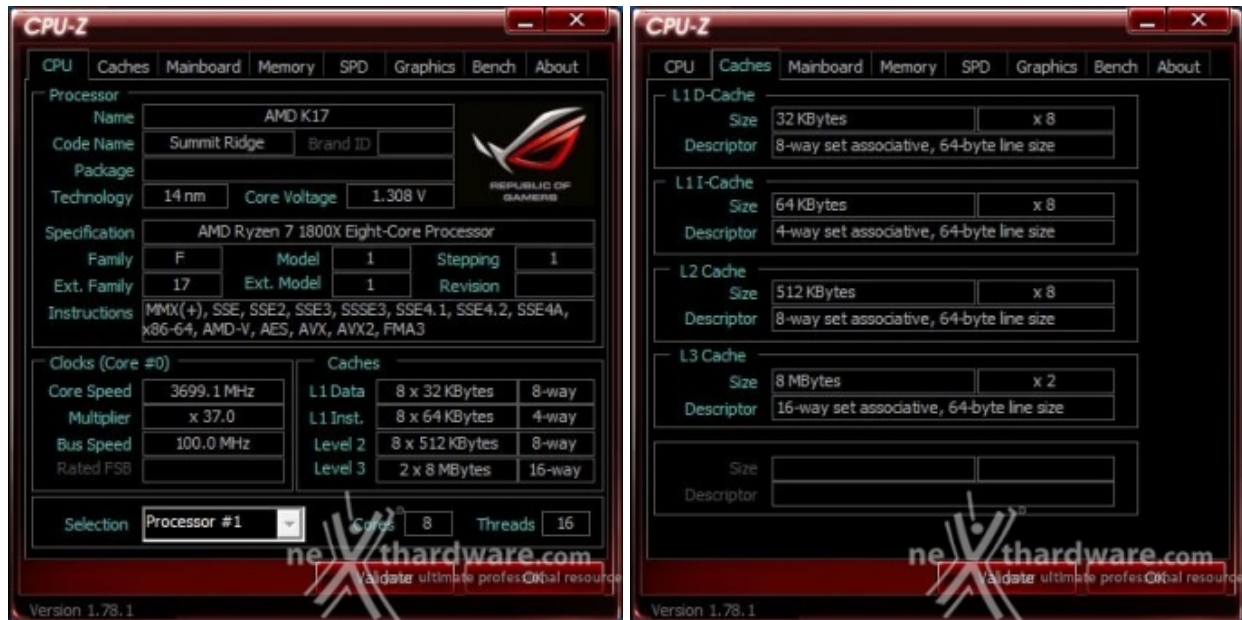 CPU-Z
CPU Caches Mainboard Memory SPD Graphics Bench About
Processor
Name AMD K17
Code Name Summit Ridge Brand ID
Package
Technology 14 nm Core Voltage 1.308 V
REPUBLIC OF
GAMERS
Specification AMD Ryzen 7 1800X Eight-Core Processor
Family F Model 1 Stepping 1
Ext. Family 17 Ext. Model 1 Revision
Instructions MMX(+), SSE, SSE2, SSE3, SSSE3, SSE4.1, SSE4.2, SSE4A,
x86-64, AMD-V, AES, AVX, AVX2, FMA3
Clocks (Core #0) Caches
Core Speed 3699.1 MHz L1 Data 8 x 32 KBytes 8-way
Multiplier x 37.0 L1 Inst. 8 x 64 KBytes 4-way
Bus Speed 100.0 MHz Level 2 8 x 512 KBytes 8-way
Rated FSB Level 3 2 x 8 MBytes 16-way
Selection Processor #1 Cores 8 Threads 16
nexthardware.com
Validate OK
your ultimate professional resource
Version 1.78.1
CPU-Z
CPU Caches Mainboard Memory SPD Graphics Bench About
L1 D-Cache
Size 32 KBytes x 8
Descriptor 8-way set associative, 64-byte line size
L1 I-Cache
Size 64 KBytes x 8
Descriptor 4-way set associative, 64-byte line size
L2 Cache
Size 512 KBytes x 8
Descriptor 8-way set associative, 64-byte line size
L3 Cache
Size 8 MBytes x 2
Descriptor 16-way set associative, 64-byte line size
Size
Descriptor
nexthardware.com
Validate OK
your ultimate professional resource
Version 1.78.1